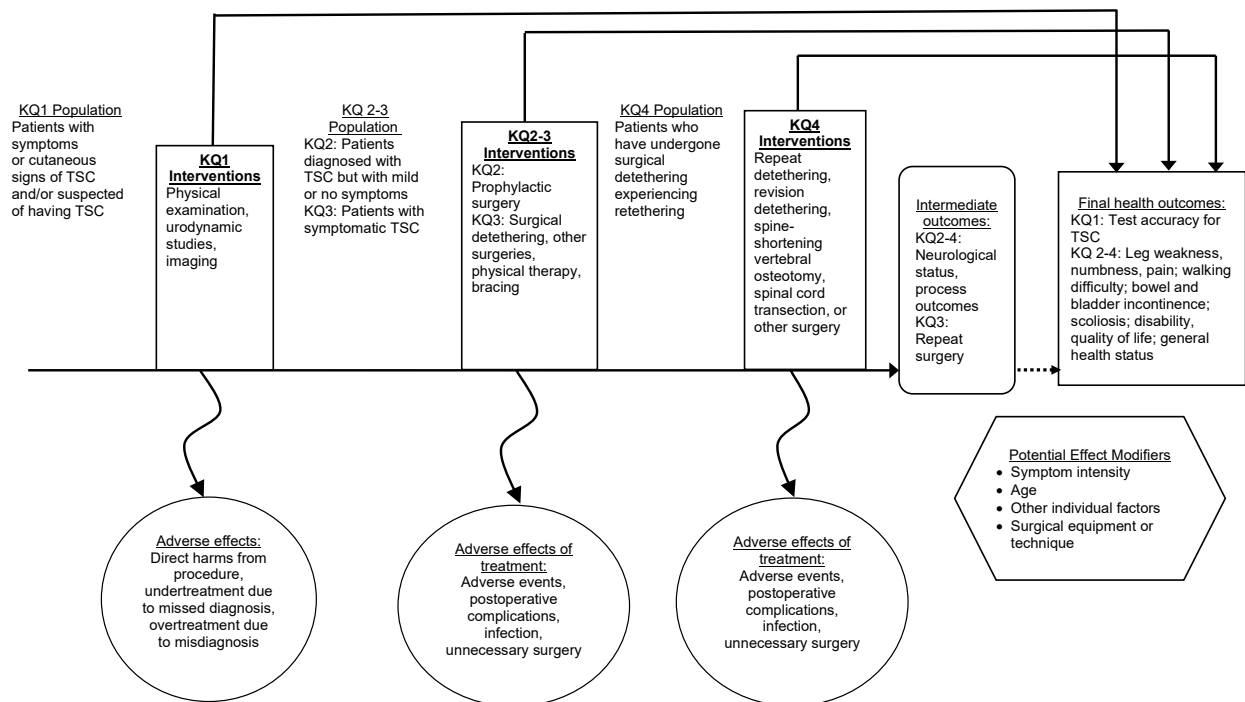 KQ1 Population
Patients with
symptoms
or cutaneous
signs of TSC
and/or suspected
of having TSC
KQ1
Interventions
Physical
examination,
urodynamic
studies,
imaging
KQ 2-3
Population
KQ2: Patients
diagnosed with
TSC but with mild
or no symptoms
KQ3: Patients with
symptomatic TSC
KQ2-3
Interventions
KQ2:
Prophylactic
surgery
KQ3: Surgical
detethering, other
surgeries,
physical therapy,
bracing
KQ4 Population
Patients who
have undergone
surgical
detethering
experiencing
retethering
KQ4
Interventions
Repeat
detethering,
revision
detethering,
spine-
shortening
vertebral
osteotomy,
spinal cord
transection, or
other surgery
Intermediate
outcomes:
KQ2-4:
Neurological
status,
process
outcomes
KQ3:
Repeat
surgery
Final health outcomes:
KQ1: Test accuracy for
TSC
KQ 2-4: Leg weakness,
numbness, pain; walking
difficulty; bowel and
bladder incontinence;
scoliosis; disability,
quality of life; general
health status
Adverse effects:
Direct harms from
procedure,
undertreatment due
to missed diagnosis,
overtreatment due
to misdiagnosis
Adverse effects of
treatment:
Adverse events,
postoperative
complications,
infection,
unnecessary surgery
Adverse effects of
treatment:
Adverse events,
postoperative
complications,
infection,
unnecessary surgery
Potential Effect Modifiers
• Symptom intensity
• Age
• Other individual factors
• Surgical equipment or
technique